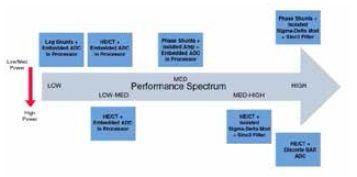 Phase Shunts +
Isolated
Sigma-Delta Mod
+ Sinc3 Filter
Leg Shunts +
Embedded ADC
in Processor
HE/CT +
Embedded ADC
in Processor
Phase Shunts +
Isolated Amp +
Embedded ADC
in Processor
Low/Med
Power
High
Power
LOW
LOW-MED
MED
Performance Spectrum
MED-HIGH
HIGH
HE/CT +
Embedded ADC
in Processor
HE/CT +
Isolated
Sigma-Delta Mod
+ Sinc3 Filter
HE/CT +
Discrete SAR
ADC